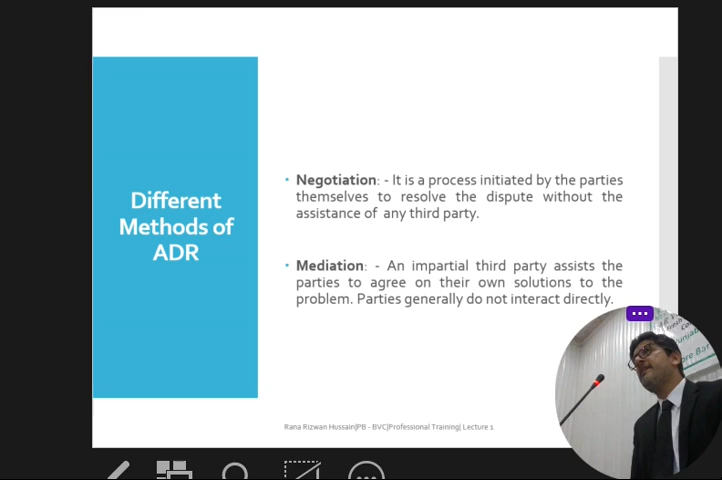 Different
Methods of
ADR
• Negotiation: - It is a process initiated by the parties
themselves to resolve the dispute without the
assistance of any third party.
• Mediation: - An impartial third party assists the
parties to agree on their own solutions to the
problem. Parties generally do not interact directly.
Rana Rizwan Hussain|PB - BVC|Professional Training| Lecture 1